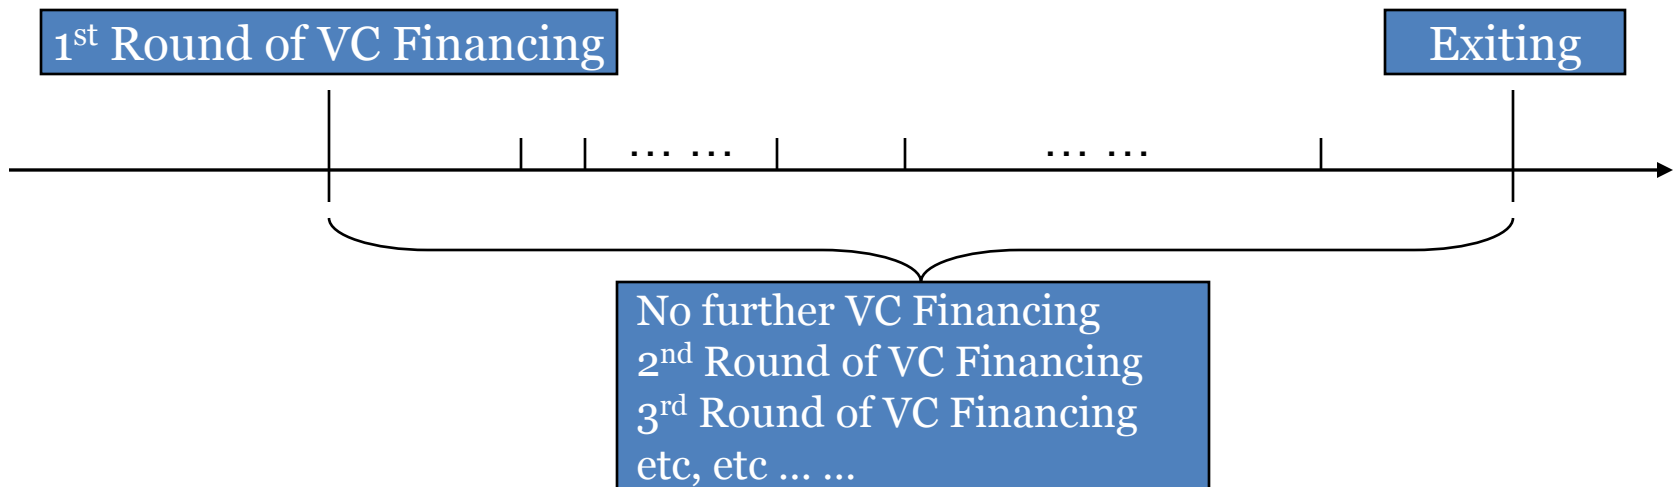 1st Round of VC Financing
Exiting
... ...
... ...
No further VC Financing
2nd Round of VC Financing
3rd Round of VC Financing
etc, etc ... ...